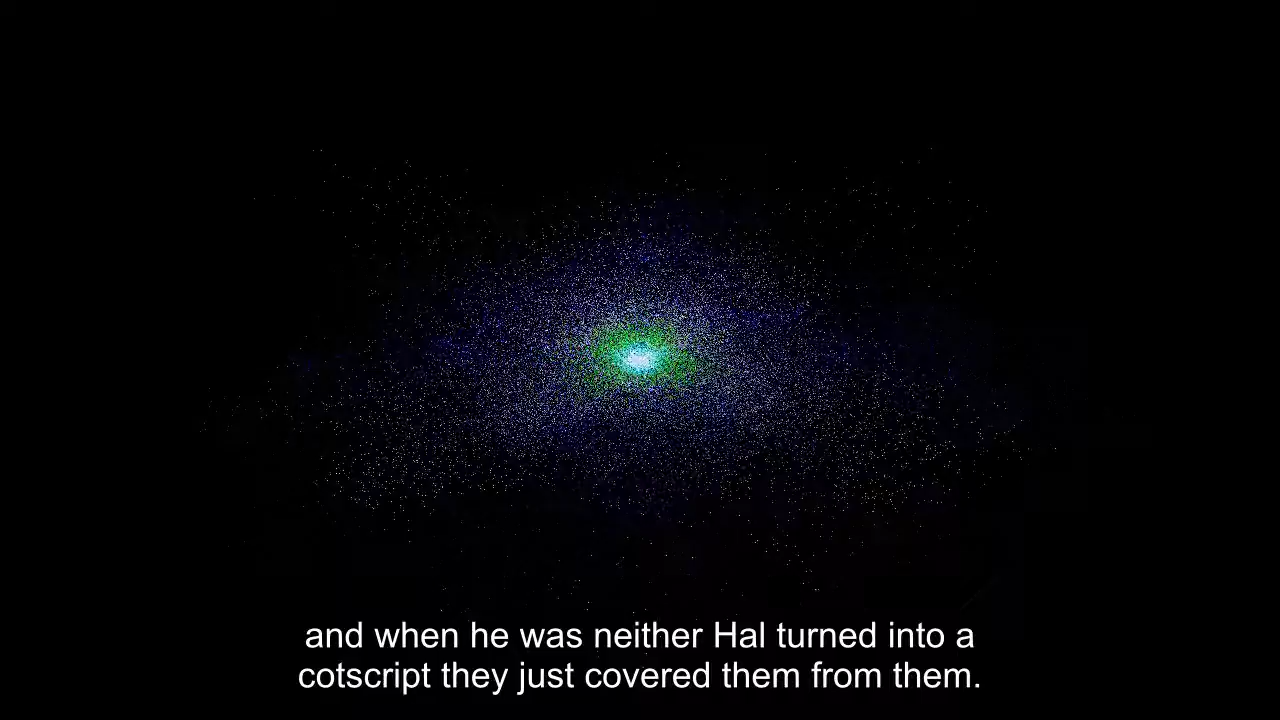 and when he was neither Hal turned into a
cotscript they just covered them from them.